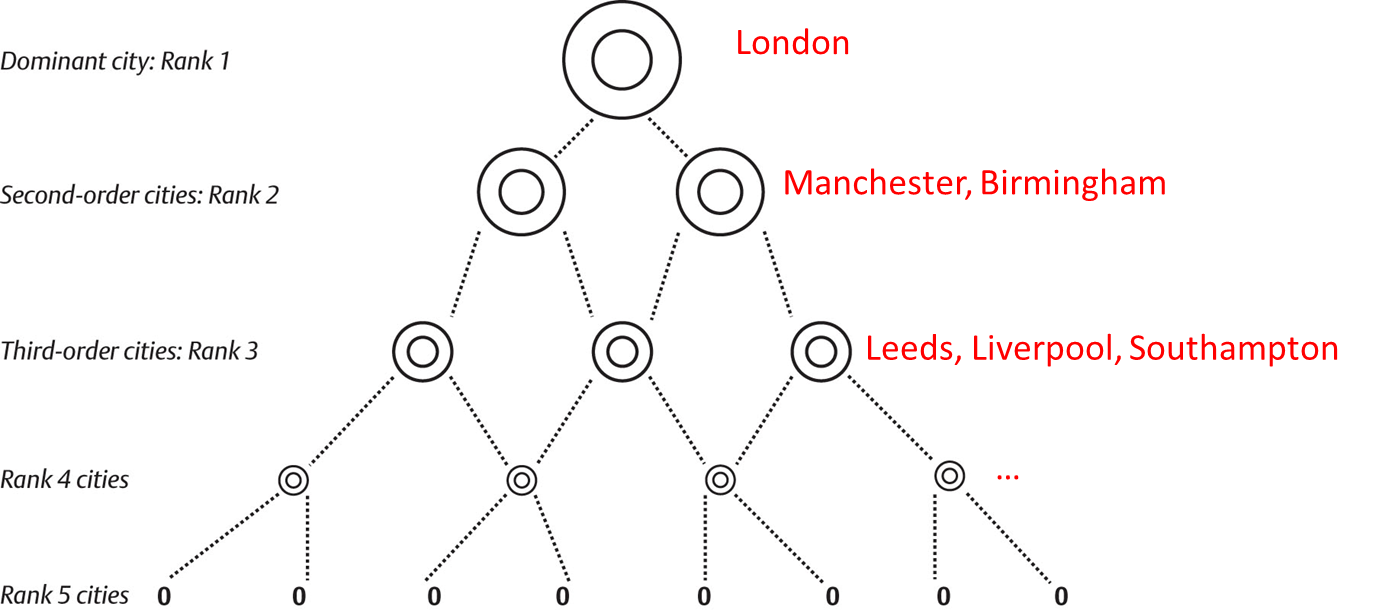 Dominant city: Rank 1
London
Second-order cities: Rank 2
Manchester, Birmingham
Third-order cities: Rank 3
Leeds, Liverpool, Southampton
Rank 4 cities
...
Rank 5 cities 0 0 0 0 0 0 0 0